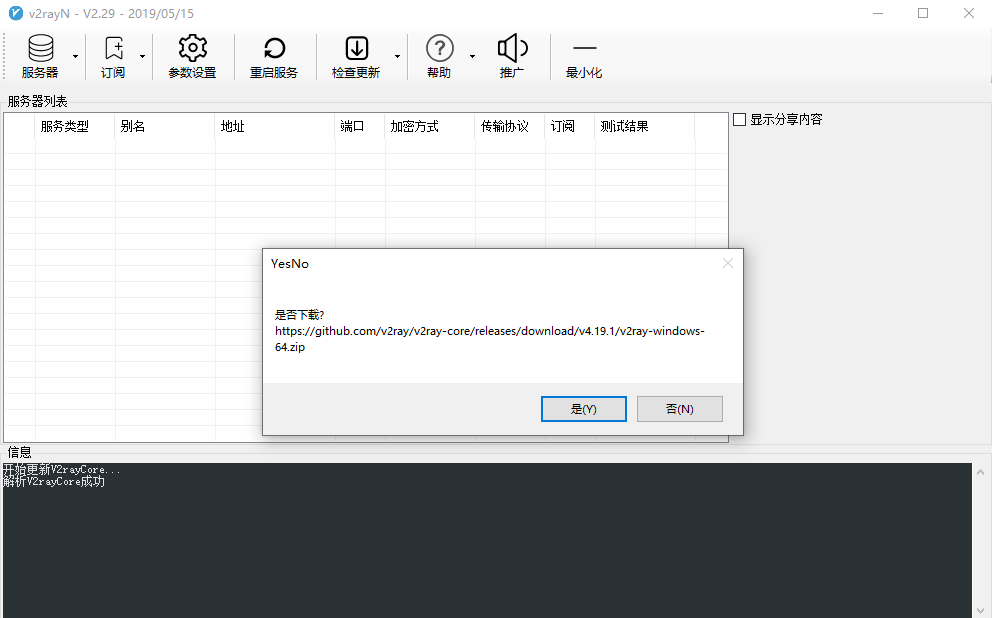 v2rayN - V2.29 - 2019/05/15
服务器 订阅 参数设置 重启服务 检查更新 帮助 推广 最小化
服务器列表
服务类型 别名 地址 端口 加密方式 传输协议 订阅 测试结果
显示分享内容
YesNo
是否下载?
https://github.com/v2ray/v2ray-core/releases/download/v4.19.1/v2ray-windows-
64.zip
是(Y) 否(N)
信息
开始更新V2rayCore...
解析V2rayCore成功